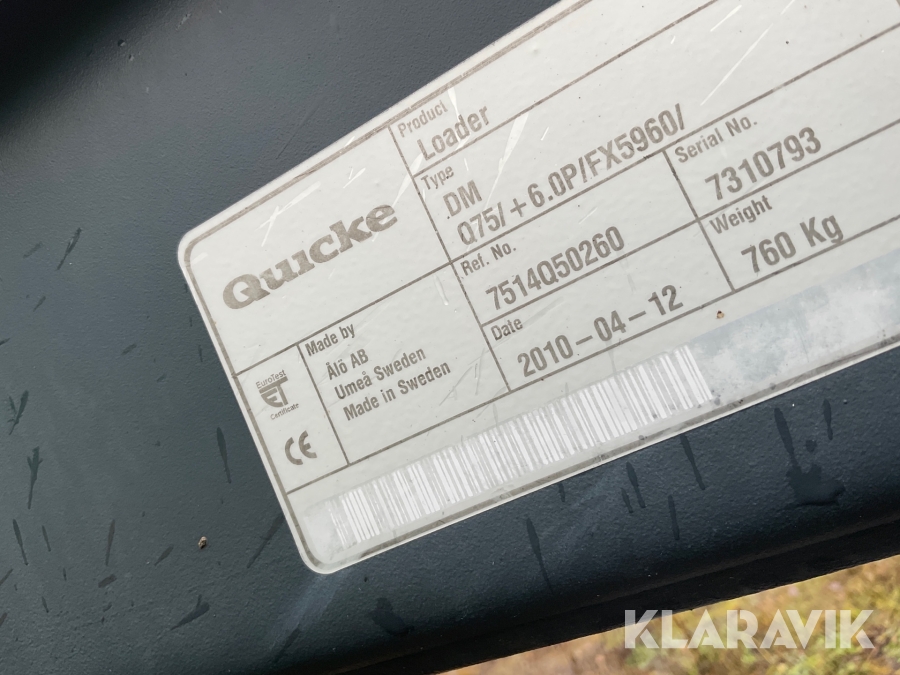 Quicke
Product
Loader
Type
DM
Q75/+6.0P/FX5960/
Ref. No.
7514Q50260
Serial No.
7310793
Date
2010-04-12
Weight
760 Kg
Made by
Ålö AB
Umeå Sweden
Made in Sweden
EuroTest
ET
Certificate
CE
KLARAVIK